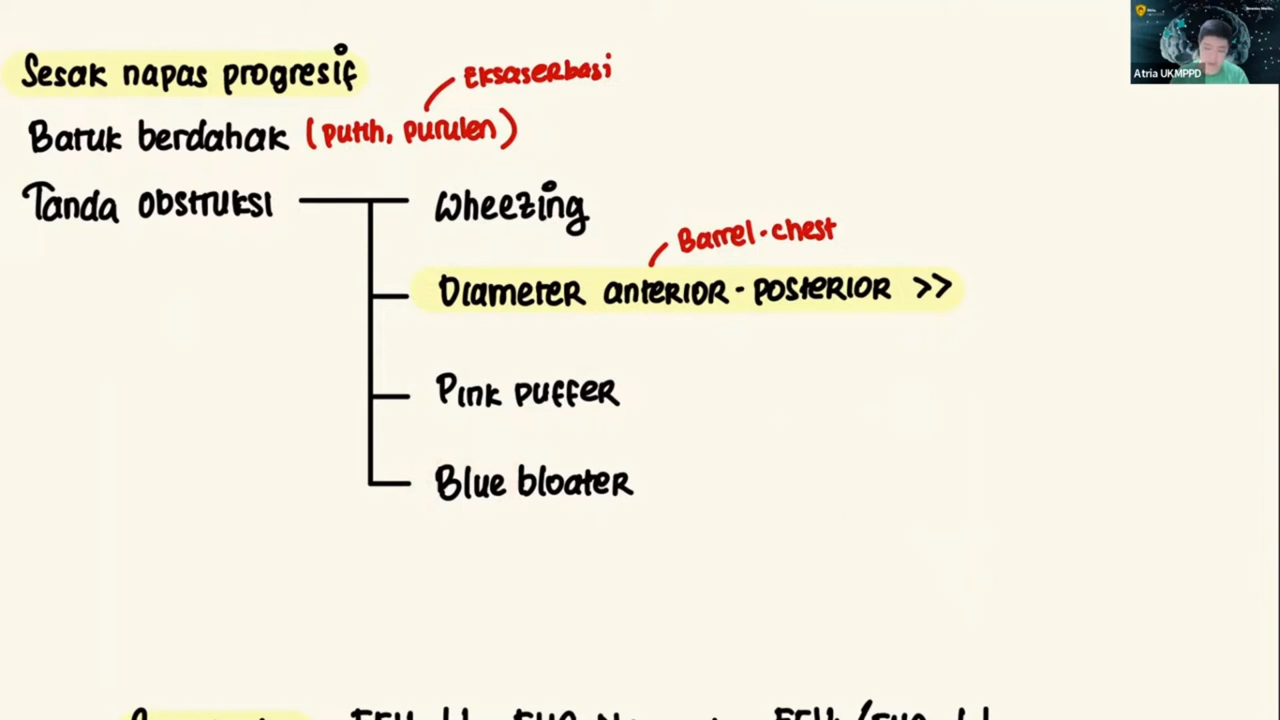 Sesak napas progresif
Eksaserbasi
Batuk berdahak (putih, purulen)
Tanda obstruksi
Wheezing
Barrel-chest
Diameter anterior-posterior >>
Pink puffer
Blue bloater
Atria UKMPPD